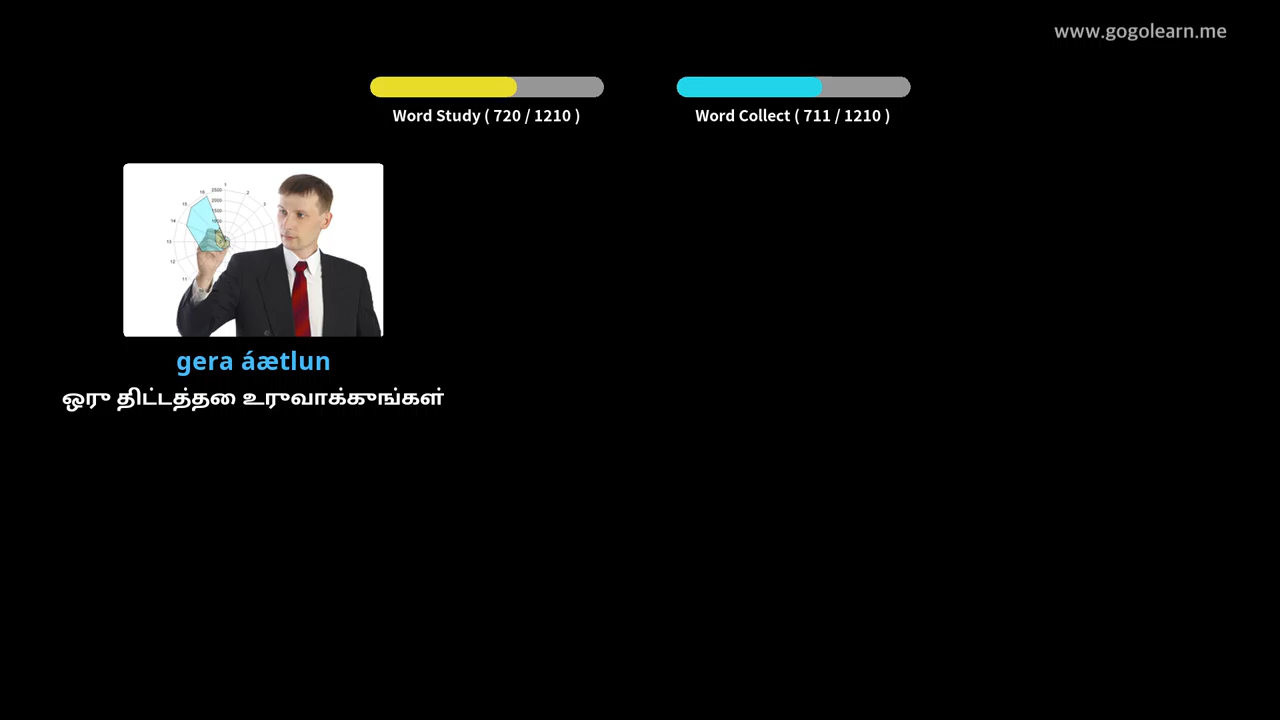 www.gogolearn.me
Word Study ( 720 / 1210 )
Word Collect ( 711 / 1210 )
gera áætlun
ஒரு திட்டத்தை உருவாக்குங்கள்